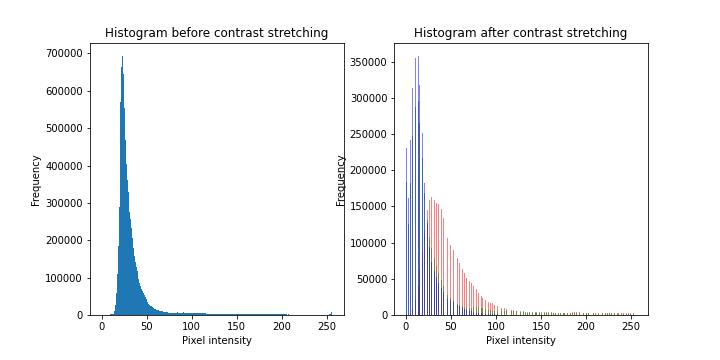 Histogram before contrast stretching
Histogram after contrast stretching
700000
600000
500000
400000
300000
200000
100000
0
Frequency
0 50 100 150 200 250
Pixel intensity
350000
300000
250000
200000
150000
100000
50000
0
Frequency
0 50 100 150 200 250
Pixel intensity